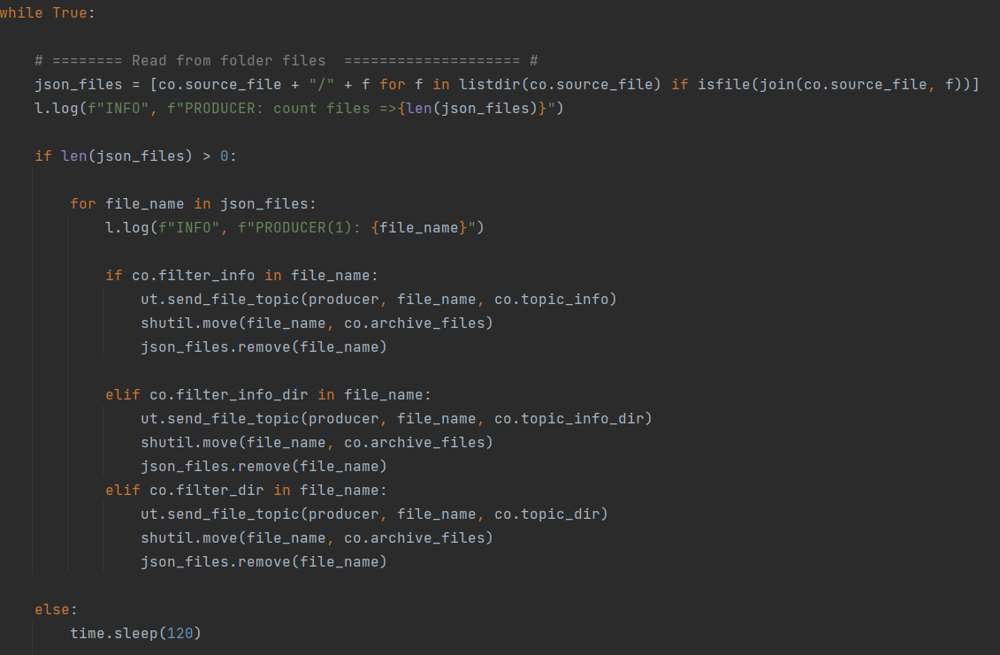 while True:
# ======== Read from folder files ==================== #
json_files = [co.source_file + "/" + f for f in listdir(co.source_file) if isfile(join(co.source_file, f))]
l.log(f"INFO", f"PRODUCER: count files =>{len(json_files)}")
if len(json_files) > 0:
for file_name in json_files:
l.log(f"INFO", f"PRODUCER(1): {file_name}")
if co.filter_info in file_name:
ut.send_file_topic(producer, file_name, co.topic_info)
shutil.move(file_name, co.archive_files)
json_files.remove(file_name)
elif co.filter_info_dir in file_name:
ut.send_file_topic(producer, file_name, co.topic_info_dir)
shutil.move(file_name, co.archive_files)
json_files.remove(file_name)
elif co.filter_dir in file_name:
ut.send_file_topic(producer, file_name, co.topic_dir)
shutil.move(file_name, co.archive_files)
json_files.remove(file_name)
else:
time.sleep(120)